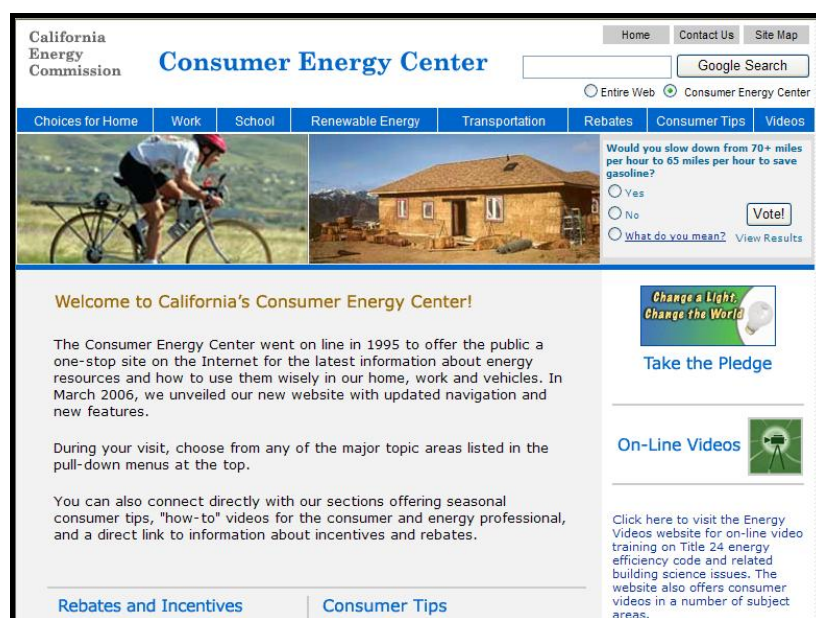 California
Energy
Commission
Consumer Energy Center
Home Contact Us Site Map
Google Search
Entire Web Consumer Energy Center
Choices for Home Work School Renewable Energy Transportation Rebates Consumer Tips Videos
Would you slow down from 70+ miles
per hour to 65 miles per hour to save
gasoline?
Yes
No
Vote!
What do you mean? View Results
Welcome to California's Consumer Energy Center!
The Consumer Energy Center went on line in 1995 to offer the public a
one-stop site on the Internet for the latest information about energy
resources and how to use them wisely in our home, work and vehicles. In
March 2006, we unveiled our new website with updated navigation and
new features.
During your visit, choose from any of the major topic areas listed in the
pull-down menus at the top.
You can also connect directly with our sections offering seasonal
consumer tips, "how-to" videos for the consumer and energy professional,
and a direct link to information about incentives and rebates.
Rebates and Incentives
Consumer Tips
Change a Light,
Change the World
Take the Pledge
On-Line Videos
Click here to visit the Energy
Videos website for on-line video
training on Title 24 energy
efficiency code and related
building science issues. The
website also offers consumer
videos in a number of subject
areas.